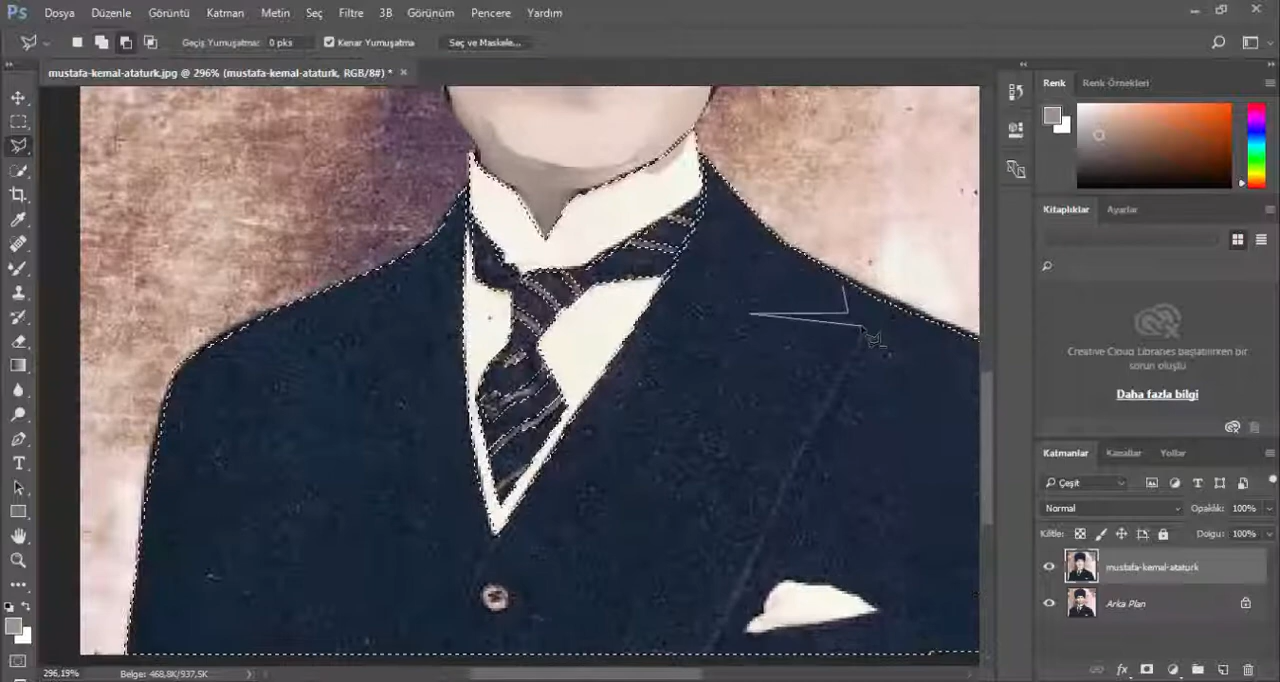 Ps Dosya Düzenle Görüntü Katman Metin Seç Filtre 3B Görünüm Pencere Yardım
Geçiş Yumuşatma: 0 pks Kenar Yumuşatma Seç ve Maskele...
mustafa-kemal-ataturk.jpg @ 296% (mustafa-kemal-ataturk, RGB/8#) * ×
Renk Renk Örnekleri
Kitaplıklar Ayarlar
Creative Cloud Libraries başlatılırken bir
sorun oluştu
Daha fazla bilgi
Katmanlar Kanallar Yollar
Çeşit
Normal Opaklık: 100%
Kilitle: Dolgu: 100%
mustafa-kemal-ataturk
Arka Plan
296,19% Belge: 468,8K/937,5K